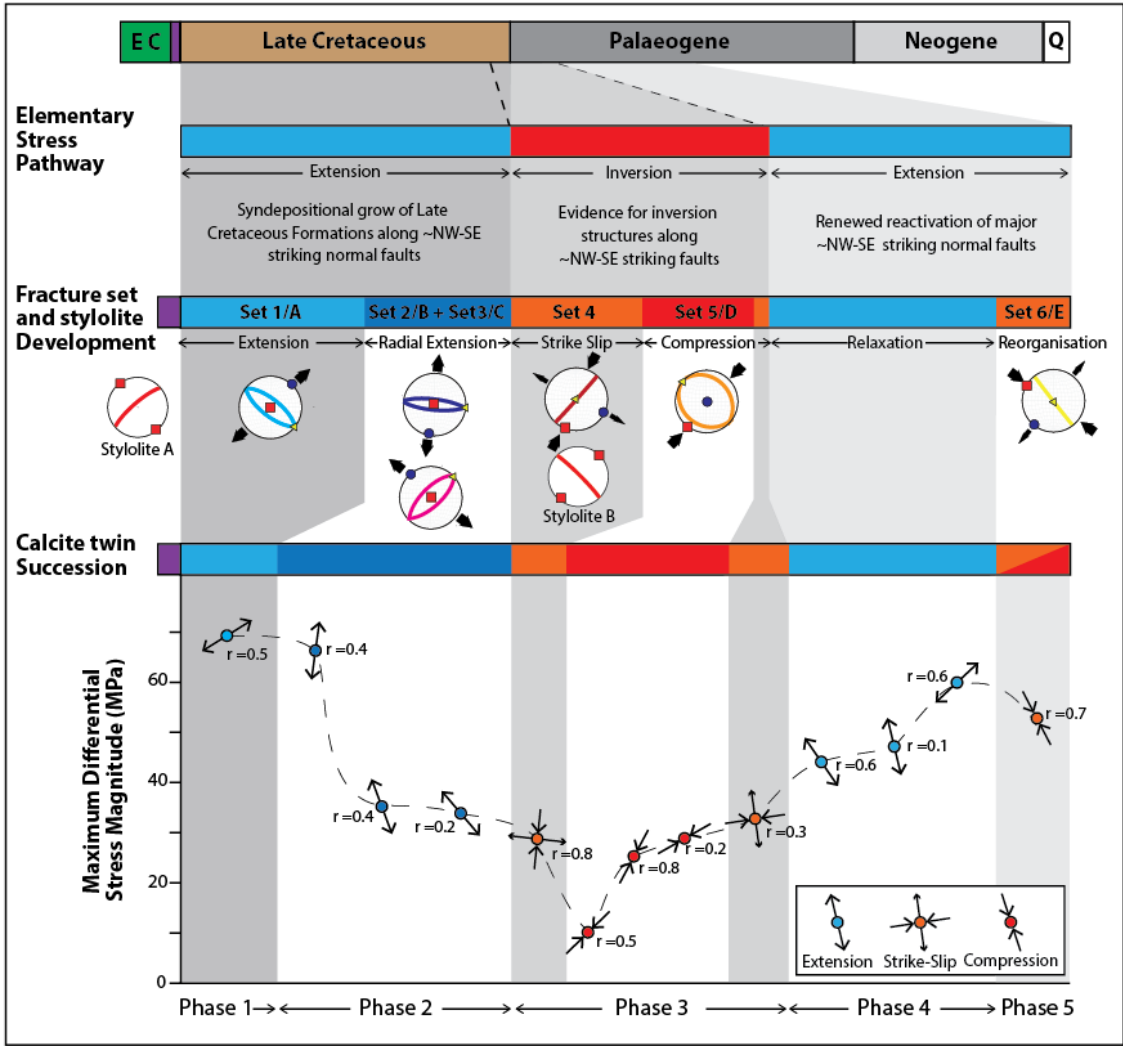 E C
Late Cretaceous
Palaeogene
Neogene
Q
Elementary
Stress
Pathway
Extension
Inversion
Extension
Syndepositional grow of Late
Cretaceous Formations along ~NW-SE
striking normal faults
Evidence for inversion
structures along
~NW-SE striking faults
Renewed reactivation of major
~NW-SE striking normal faults
Fracture set
and stylolite
Development
Set 1/A
Set 2/B + Set3/C
Set 4
Set 5/D
Set 6/E
Extension
Radial Extension
Strike Slip
Compression
Relaxation
Reorganisation
Stylolite A
Stylolite B
Calcite twin
Succession
Maximum Differential
Stress Magnitude (MPa)
60
40
20
0
r=0.5
r=0.4
r=0.4
r=0.2
r=0.8
r=0.5
r=0.8
r=0.2
r=0.3
r=0.6
r=0.1
r=0.6
r=0.7
Extension
Strike-Slip
Compression
Phase 1
Phase 2
Phase 3
Phase 4
Phase 5